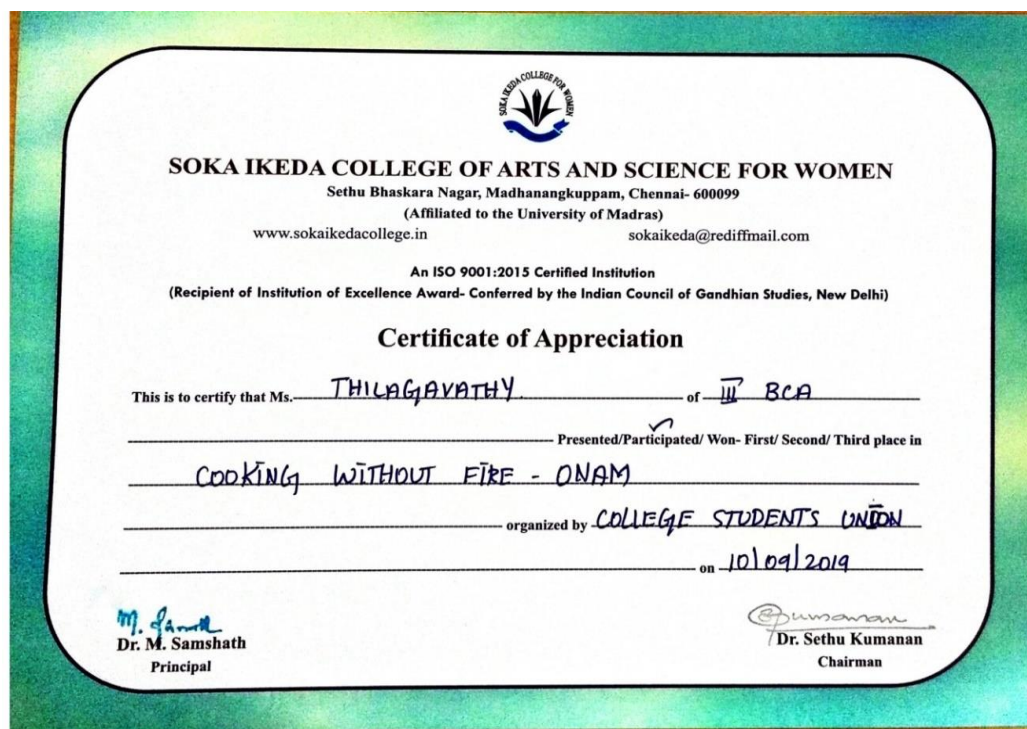 SOKA IKEDA COLLEGE FOR WOMEN
SOKA IKEDA COLLEGE OF ARTS AND SCIENCE FOR WOMEN
Sethu Bhaskara Nagar, Madhanangkuppam, Chennai- 600099
(Affiliated to the University of Madras)
www.sokaikedacollege.in sokaikeda@rediffmail.com
An ISO 9001:2015 Certified Institution
(Recipient of Institution of Excellence Award- Conferred by the Indian Council of Gandhian Studies, New Delhi)
Certificate of Appreciation
This is to certify that Ms. THILAGAVATHY of III BCA
Presented/Participated/ Won- First/ Second/ Third place in
COOKING WITHOUT FIRE - ONAM
organized by COLLEGE STUDENTS UNION
on 10/09/2019
Dr. M. Samshath Dr. Sethu Kumanan
Principal Chairman